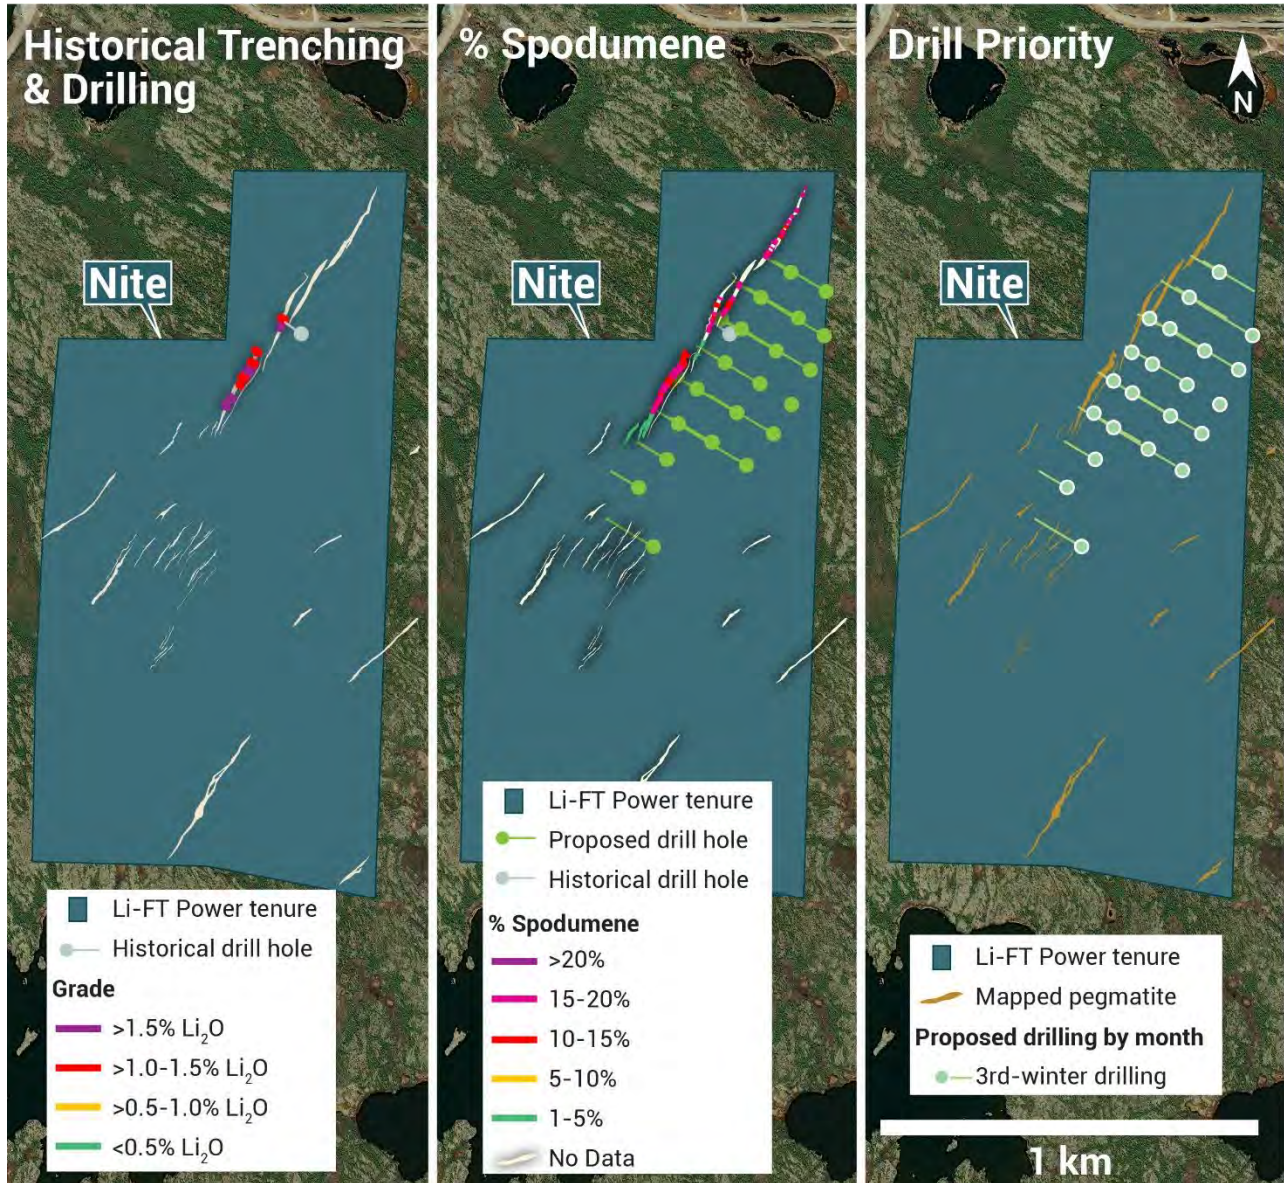 Historical Trenching
& Drilling
Nite
Li-FT Power tenure
Historical drill hole
Grade
>1.5% Li₂O
>1.0-1.5% Li₂O
>0.5-1.0% Li₂O
<0.5% Li₂O
% Spodumene
Nite
Li-FT Power tenure
Proposed drill hole
Historical drill hole
% Spodumene
>20%
15-20%
10-15%
5-10%
1-5%
No Data
Drill Priority
N
Nite
Li-FT Power tenure
Mapped pegmatite
Proposed drilling by month
3rd-winter drilling
1 km